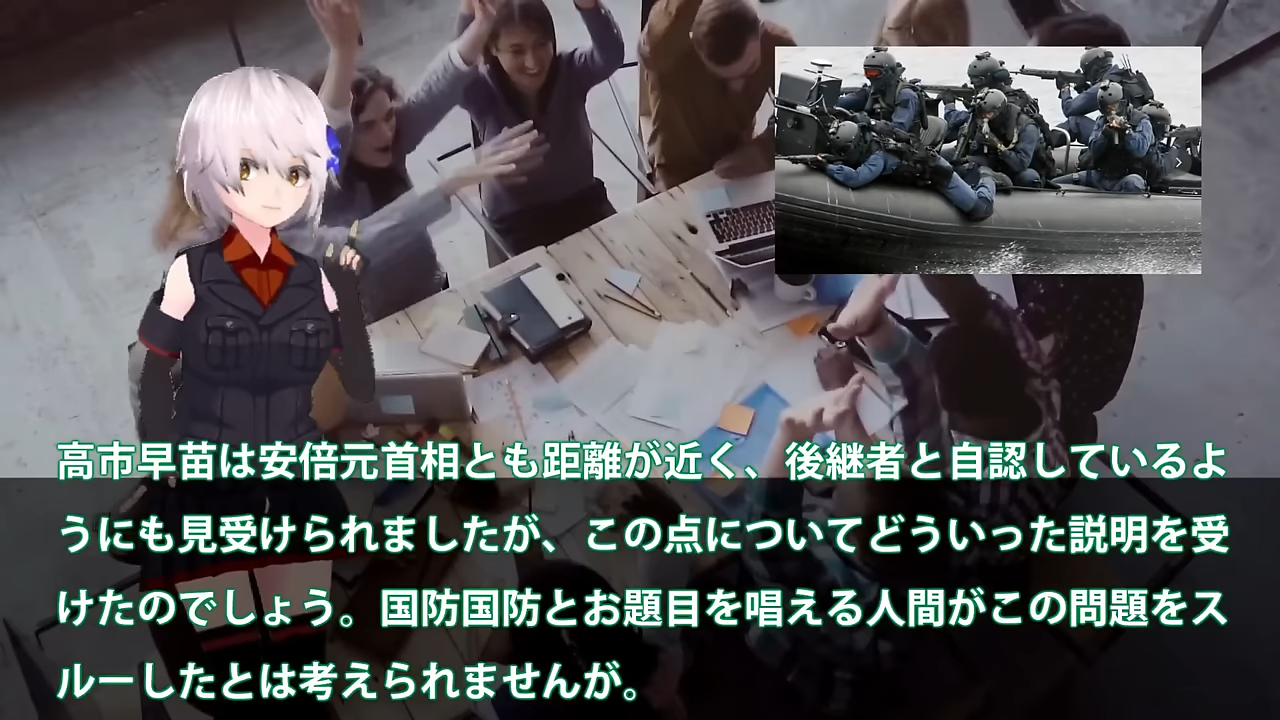 高市早苗は安倍元首相とも距離が近く、後継者と自認しているよ
うにも見受けられましたが、この点についてどういった説明を受
けたのでしょう。国防国防とお題目を唱える人間がこの問題をス
ルーしたとは考えられませんが。